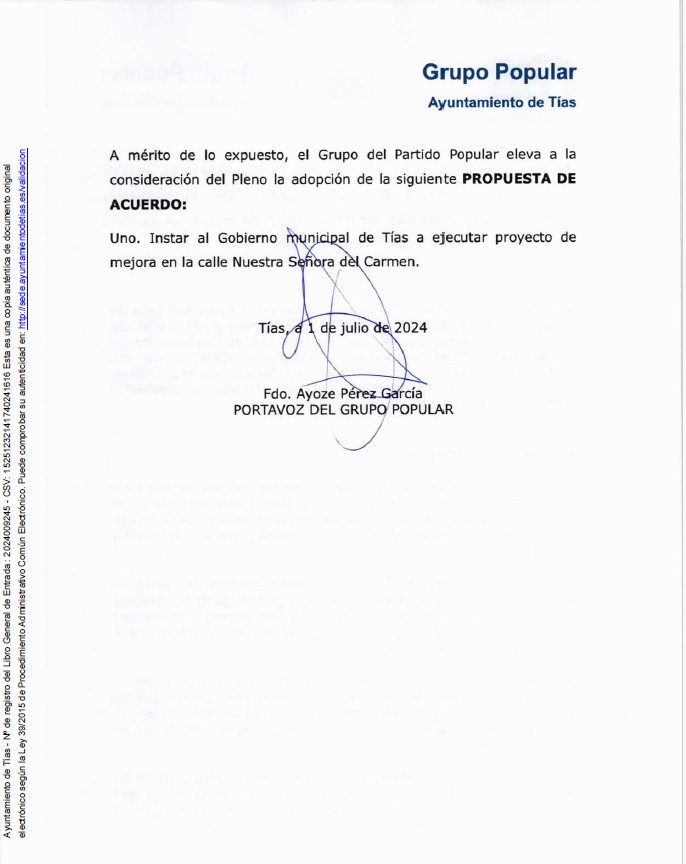 Grupo Popular
Ayuntamiento de Tías
A mérito de lo expuesto, el Grupo del Partido Popular eleva a la
consideración del Pleno la adopción de la siguiente PROPUESTA DE
ACUERDO:
Uno. Instar al Gobierno municipal de Tías a ejecutar proyecto de
mejora en la calle Nuestra Señora del Carmen.
Tías, a 1 de julio de 2024
Fdo. Ayoze Pérez García
PORTAVOZ DEL GRUPO POPULAR
Ayuntamiento de Tías - Nº de registro del Libro General de Entrada: 2024009245 - CSV: 15251232141740241616 Esta es una copia auténtica de documento original
electrónico según la Ley 39/2015 de Procedimiento Administrativo Común Electrónico. Puede comprobar su autenticidad en: http://sede.ayuntamientodetias.es/validacion